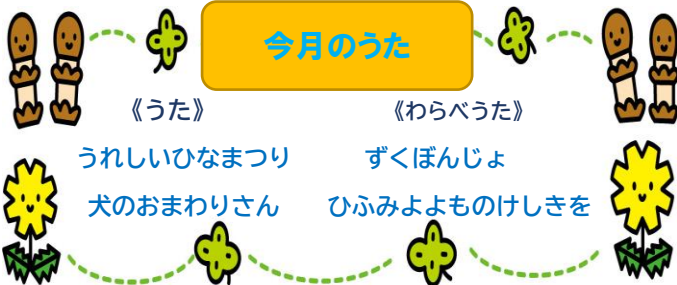 今月のうた
《うた》
うれしいひなまつり
犬のおまわりさん
《わらべうた》
ずくぼんじょ
ひふみよよものけしきを